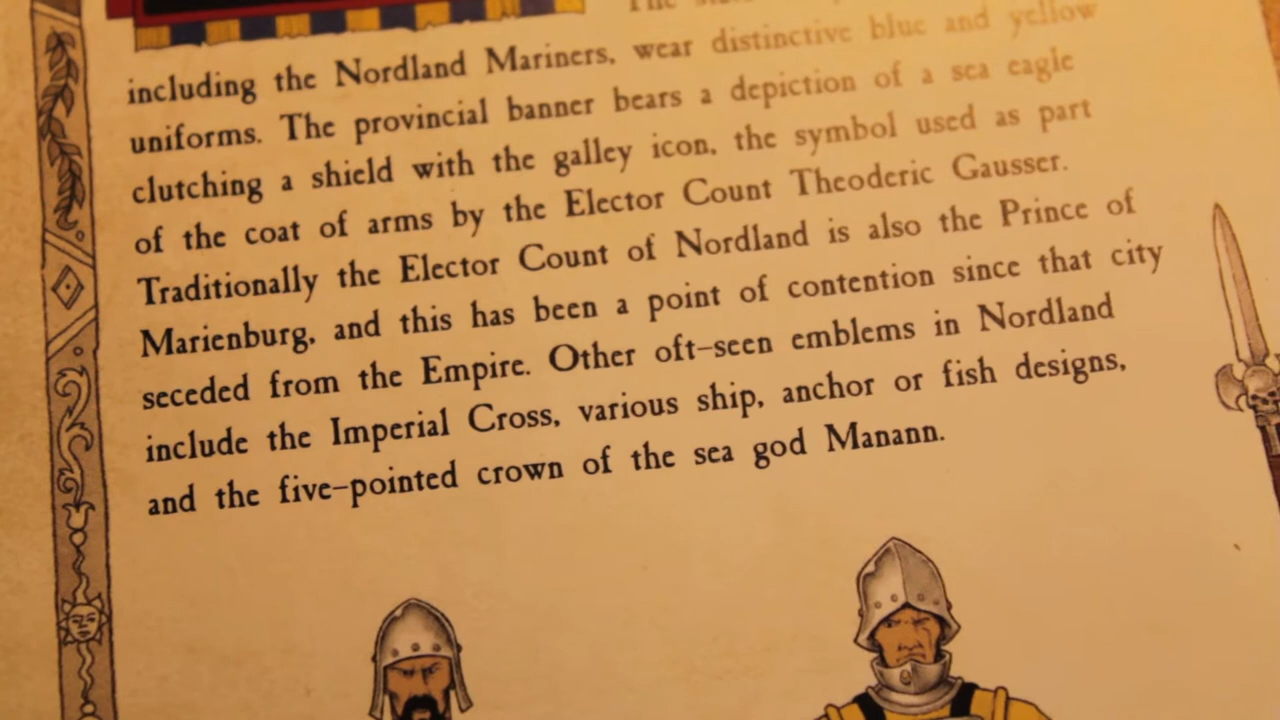 The
including the Nordland Mariners, wear distinctive blue and yellow
uniforms. The provincial banner bears a depiction of a sea eagle
clutching a shield with the galley icon, the symbol used as part
of the coat of arms by the Elector Count Theoderic Gausser.
Traditionally the Elector Count of Nordland is also the Prince of
Marienburg, and this has been a point of contention since that city
seceded from the Empire. Other oft-seen emblems in Nordland
include the Imperial Cross, various ship, anchor or fish designs,
and the five-pointed crown of the sea god Manann.